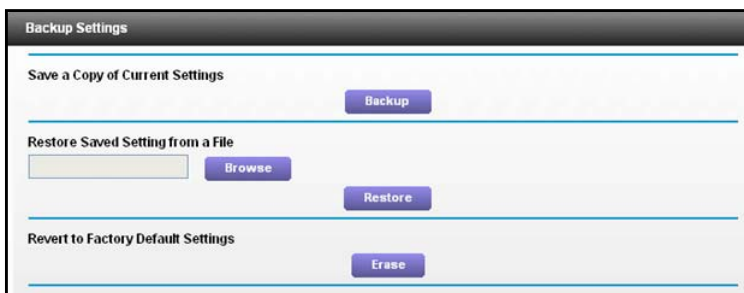 Backup Settings
Save a Copy of Current Settings
Backup
Restore Saved Setting from a File
Browse
Restore
Revert to Factory Default Settings
Erase